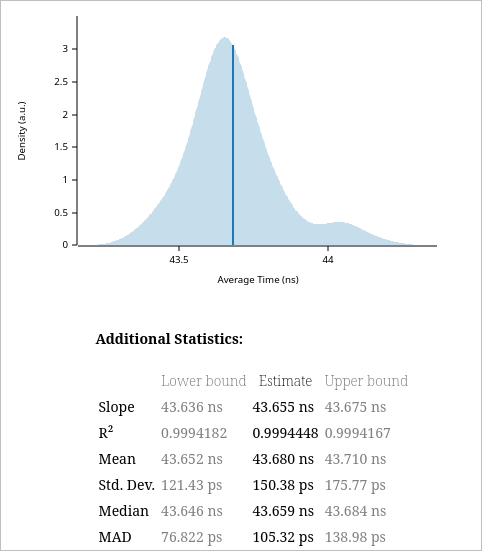 3
2.5
2
1.5
1
0.5
0
Density (a.u.)
43.5 44
Average Time (ns)
Additional Statistics:
Lower bound Estimate Upper bound
Slope 43.636 ns 43.655 ns 43.675 ns
R² 0.9994182 0.9994448 0.9994167
Mean 43.652 ns 43.680 ns 43.710 ns
Std. Dev. 121.43 ps 150.38 ps 175.77 ps
Median 43.646 ns 43.659 ns 43.684 ns
MAD 76.822 ps 105.32 ps 138.98 ps